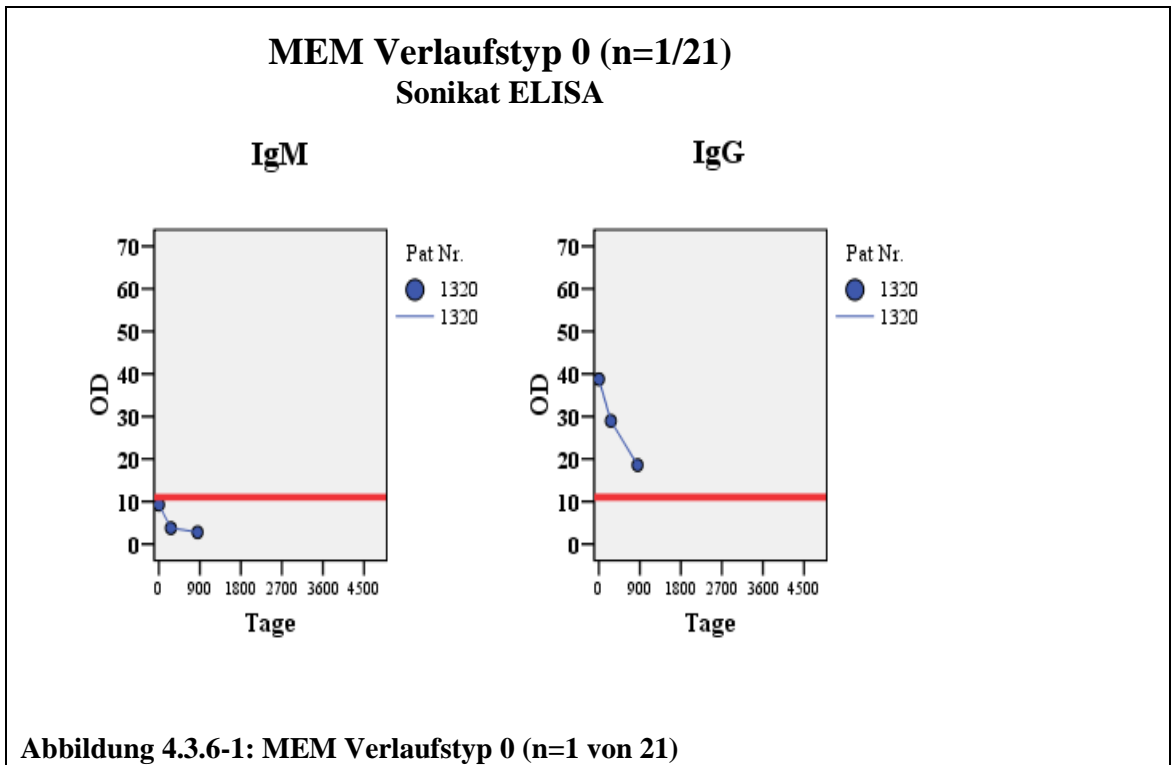 MEM Verlaufstyp 0 (n=1/21)
Sonikat ELISA
IgM
70
60
50
40
30
20
10
0
OD
0 900 1800 2700 3600 4500
Tage
Pat Nr.
1320
1320
IgG
70
60
50
40
30
20
10
0
OD
0 900 1800 2700 3600 4500
Tage
Pat Nr.
1320
1320
Abbildung 4.3.6-1: MEM Verlaufstyp 0 (n=1 von 21)